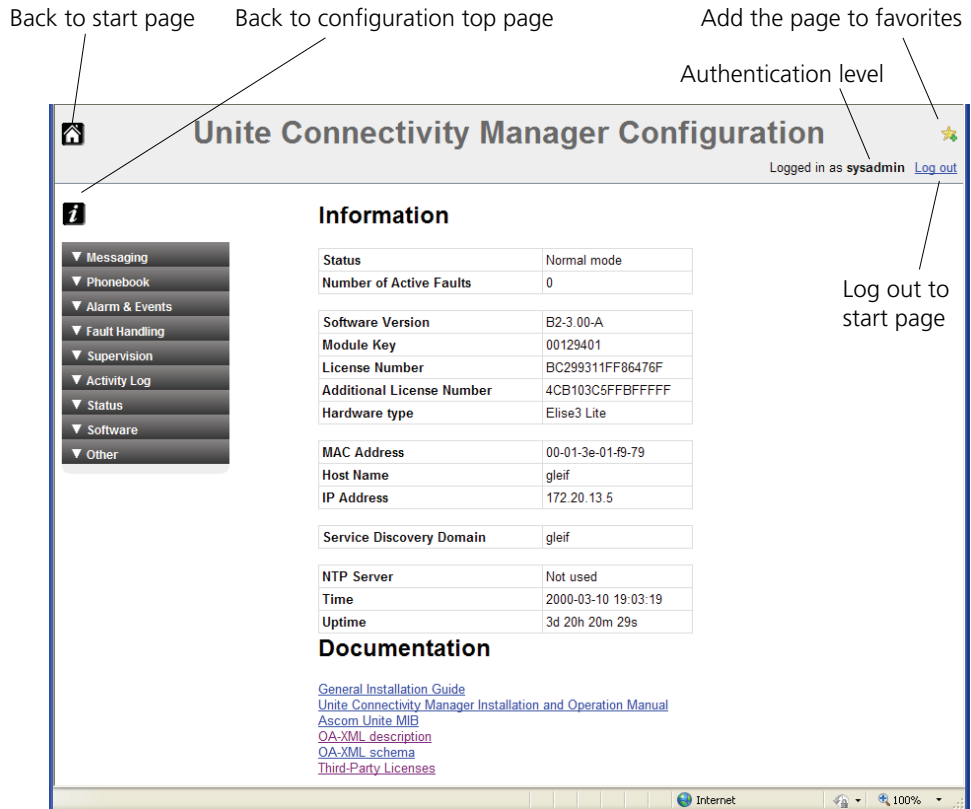 Back to start page
Back to configuration top page
Add the page to favorites
Authentication level
Unite Connectivity Manager Configuration
Logged in as sysadmin Log out
Log out to
start page
i
Messaging
Phonebook
Alarm & Events
Fault Handling
Supervision
Activity Log
Status
Software
Other
Information
Status Normal mode
Number of Active Faults 0
Software Version B2-3.00-A
Module Key 00129401
License Number BC299311FF86476F
Additional License Number 4CB103C5FFBFFFFF
Hardware type Elise3 Lite
MAC Address 00-01-3e-01-f9-79
Host Name gleif
IP Address 172.20.13.5
Service Discovery Domain gleif
NTP Server Not used
Time 2000-03-10 19:03:19
Uptime 3d 20h 20m 29s
Documentation
General Installation Guide
Unite Connectivity Manager Installation and Operation Manual
Ascom Unite MIB
OA-XML description
OA-XML schema
Third-Party Licenses
Internet 100%